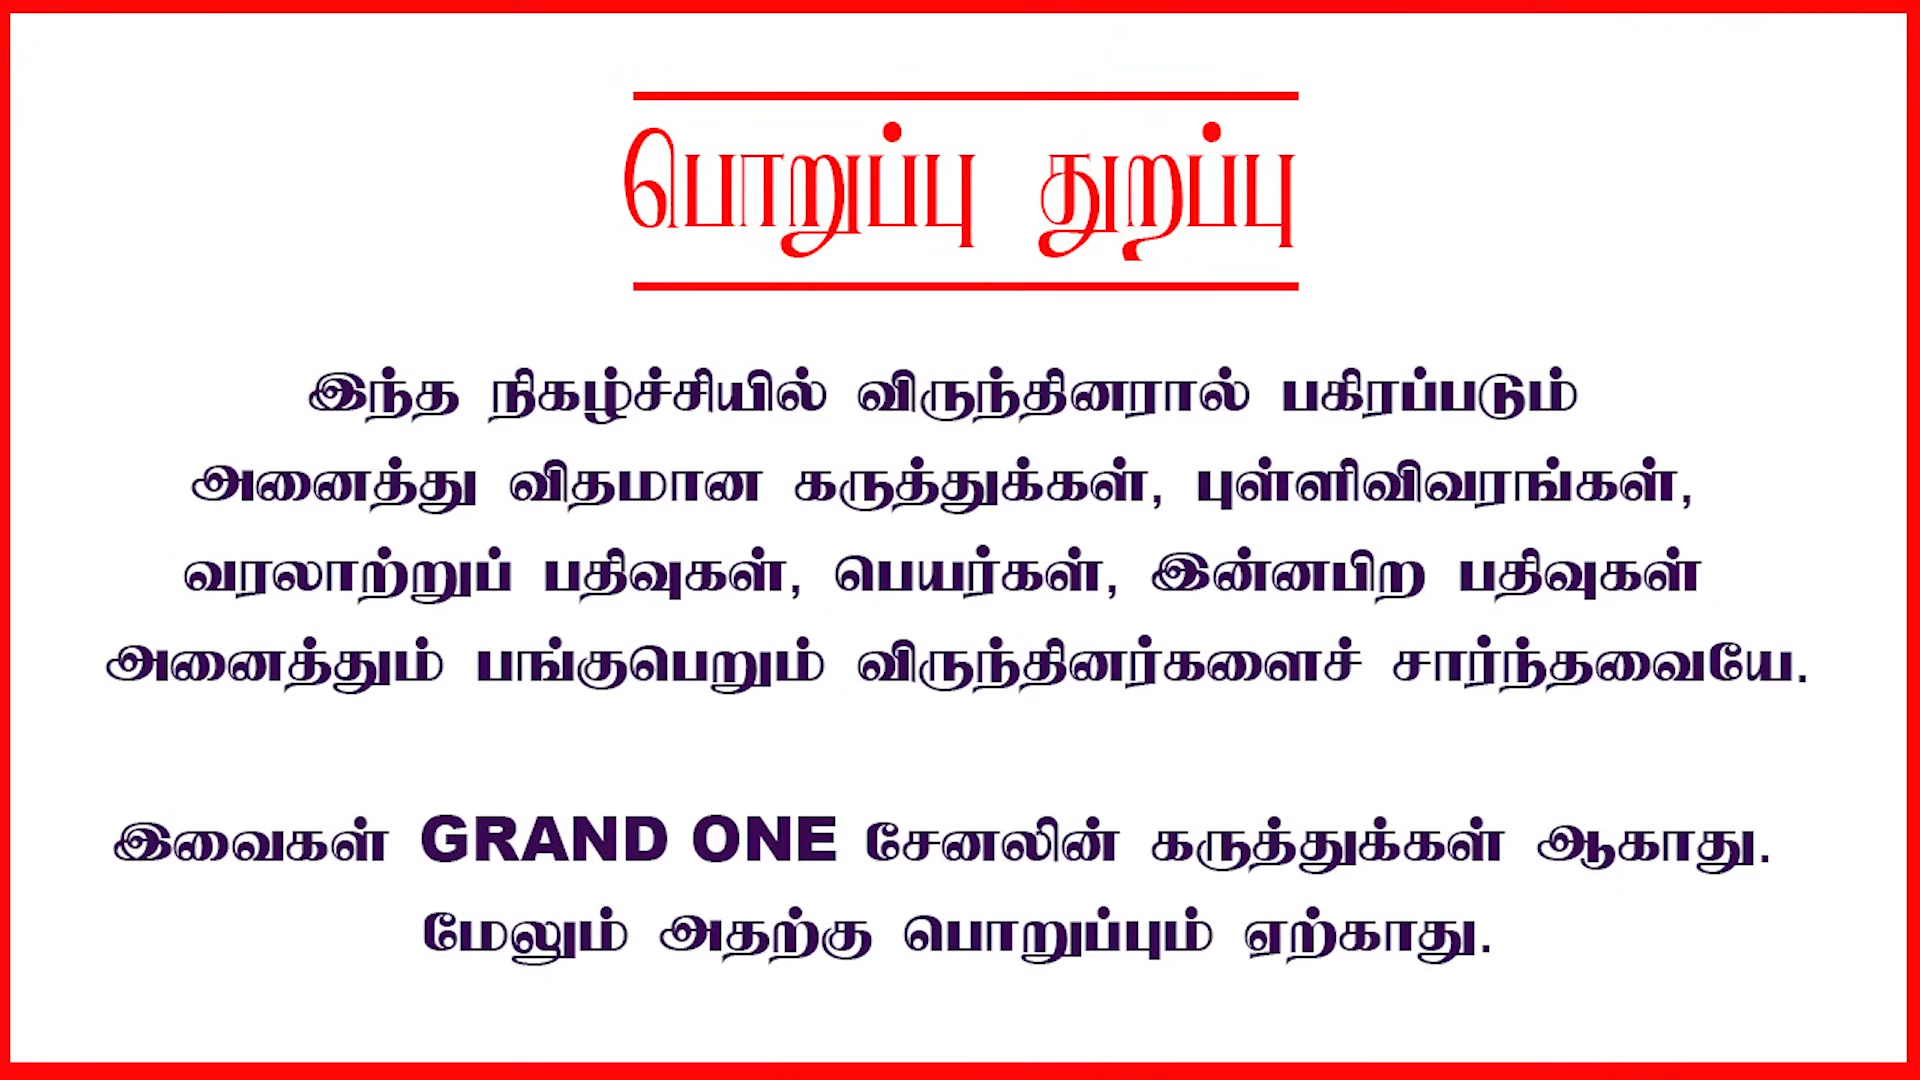 பொறுப்பு துறப்பு
இந்த நிகழ்ச்சியில் விருந்தினரால் பகிரப்படும்
அனைத்து விதமான கருத்துக்கள், புள்ளிவிவரங்கள்,
வரலாற்றுப் பதிவுகள், பெயர்கள், இன்னபிற பதிவுகள்
அனைத்தும் பங்குபெறும் விருந்தினர்களைச் சார்ந்தவையே.
இவைகள் GRAND ONE சேனலின் கருத்துக்கள் ஆகாது.
மேலும் அதற்கு பொறுப்பும் ஏற்காது.